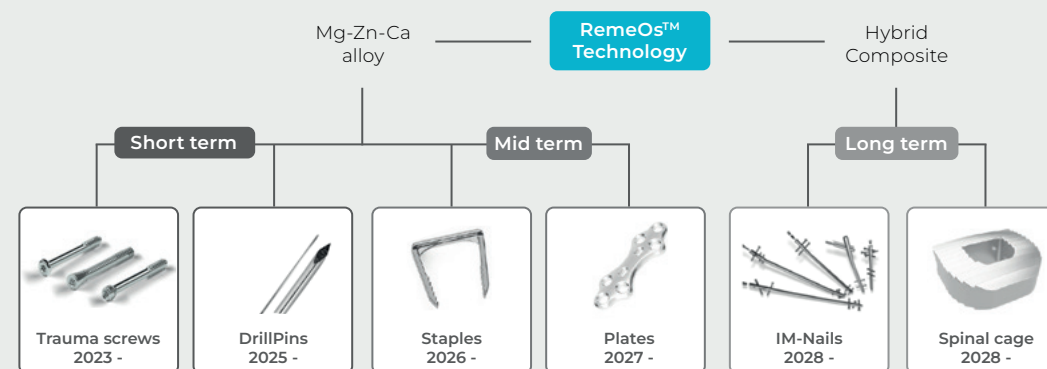 Mg-Zn-Ca
alloy
RemeOs™
Technology
Hybrid
Composite
Short term
Mid term
Long term
Trauma screws
2023 -
DrillPins
2025 -
Staples
2026 -
Plates
2027 -
IM-Nails
2028 -
Spinal cage
2028 -